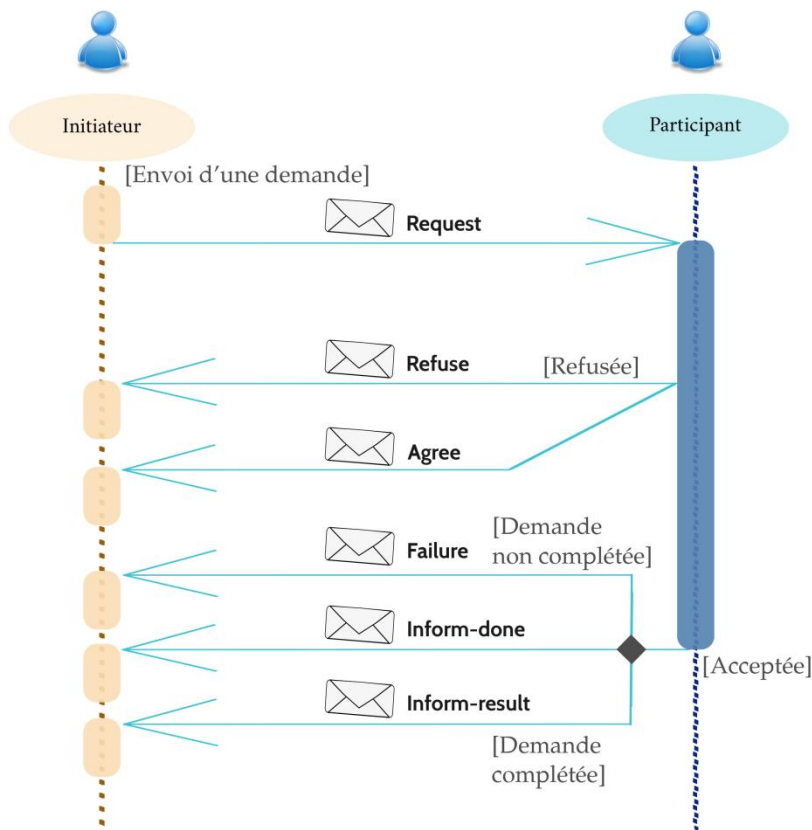 Initiateur
Participant
[Envoi d’une demande]
Request
Refuse
[Refusée]
Agree
[Demande
non complétée]
Failure
Inform-done
[Acceptée]
Inform-result
[Demande
complétée]